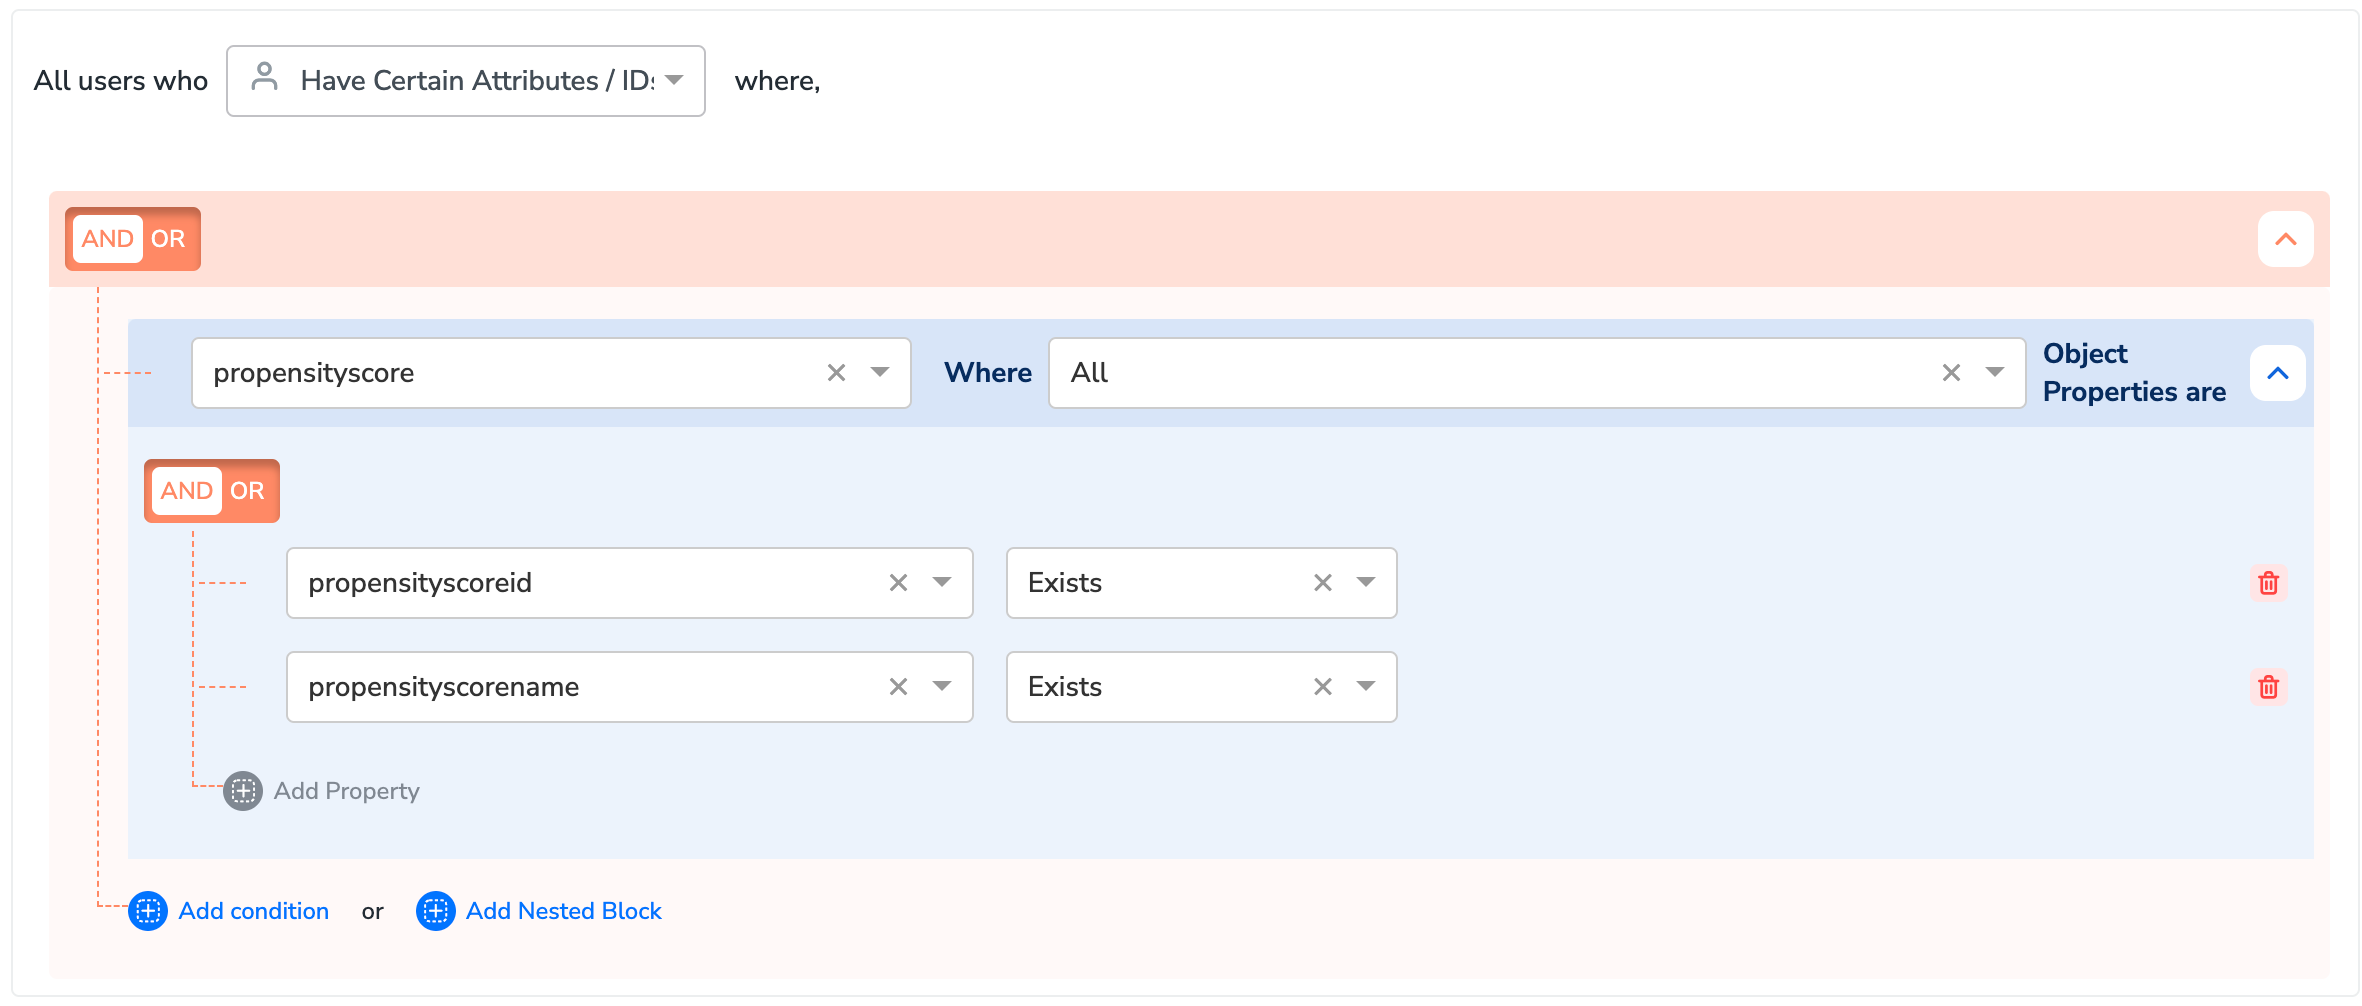 All users who Have Certain Attributes / IDs where,
AND OR
propensityscore Where All Object Properties are
AND OR
propensityscoreid Exists
propensityscorename Exists
Add Property
Add condition or Add Nested Block